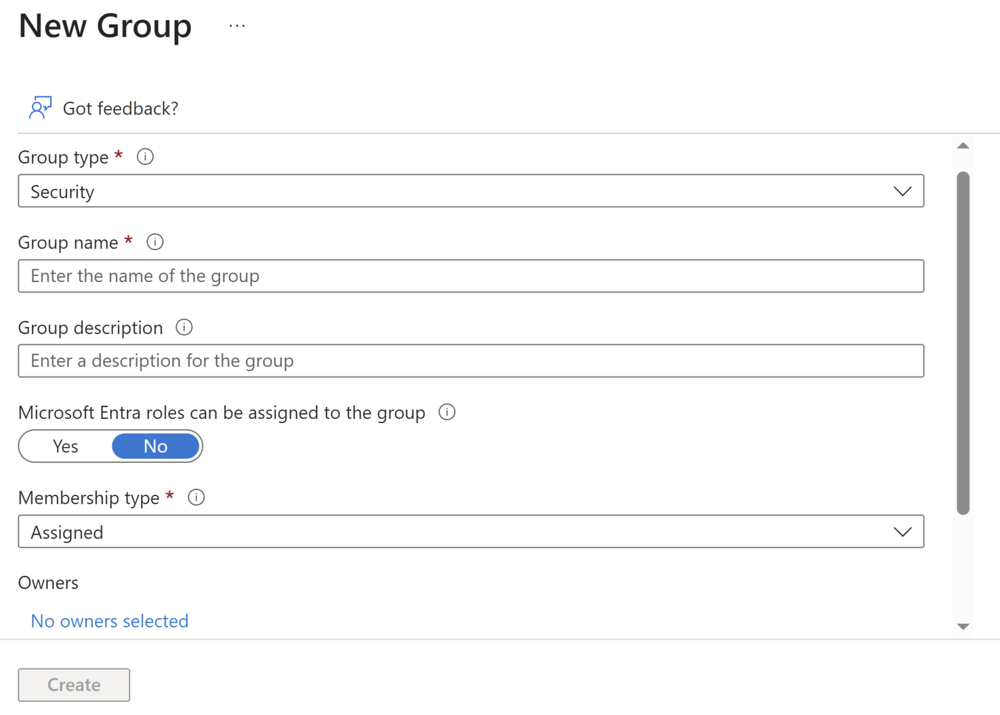 New Group ...
Got feedback?
Group type *
Security
Group name *
Enter the name of the group
Group description
Enter a description for the group
Microsoft Entra roles can be assigned to the group
Yes No
Membership type *
Assigned
Owners
No owners selected
Create